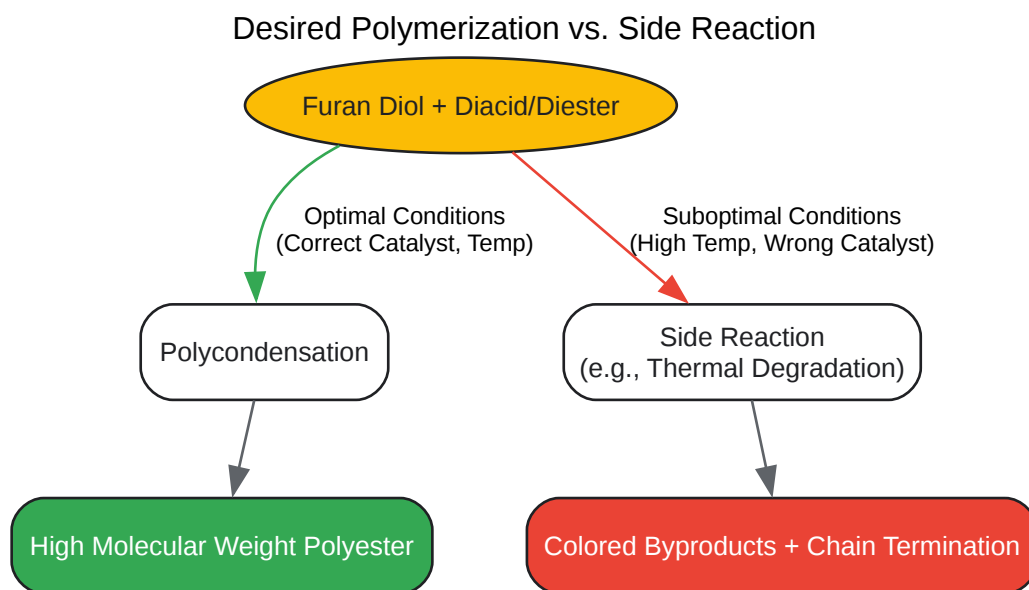 Desired Polymerization vs. Side Reaction
Furan Diol + Diacid/Diester
Optimal Conditions
(Correct Catalyst, Temp)
Suboptimal Conditions
(High Temp, Wrong Catalyst)
Polycondensation
Side Reaction
(e.g., Thermal Degradation)
High Molecular Weight Polyester
Colored Byproducts + Chain Termination